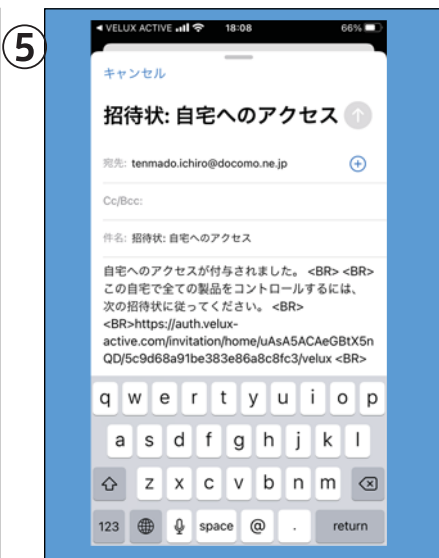 ⑤
◀ VELUX ACTIVE 18:08 66%
キャンセル
招待状: 自宅へのアクセス
宛先: tenmado.ichiro@docomo.ne.jp
Cc/Bcc:
件名: 招待状: 自宅へのアクセス
自宅へのアクセスが付与されました。 <BR> <BR>
この自宅で全ての製品をコントロールするには、
次の招待状に従ってください。 <BR>
<BR>https://auth.velux-
active.com/invitation/home/uAsA5ACAeGBtX5n
QD/5c9d68a91be383e86a8c8fc3/velux <BR>
q w e r t y u i o p
a s d f g h j k l
z x c v b n m
123 space @ . return